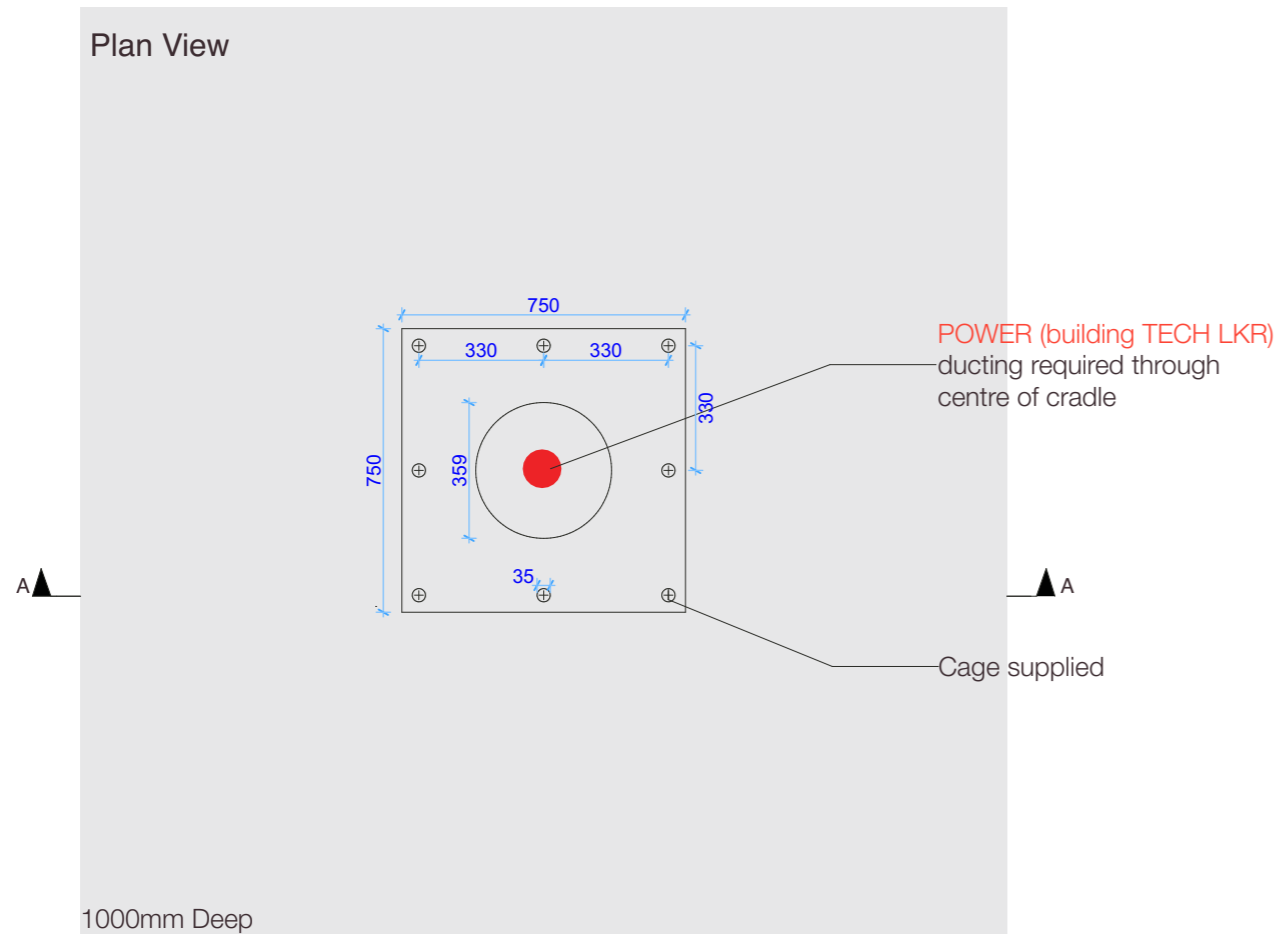 Plan View
750
330 330
POWER (building TECH LKR)
ducting required through
centre of cradle
330
750
359
35
A
A
Cage supplied
1000mm Deep